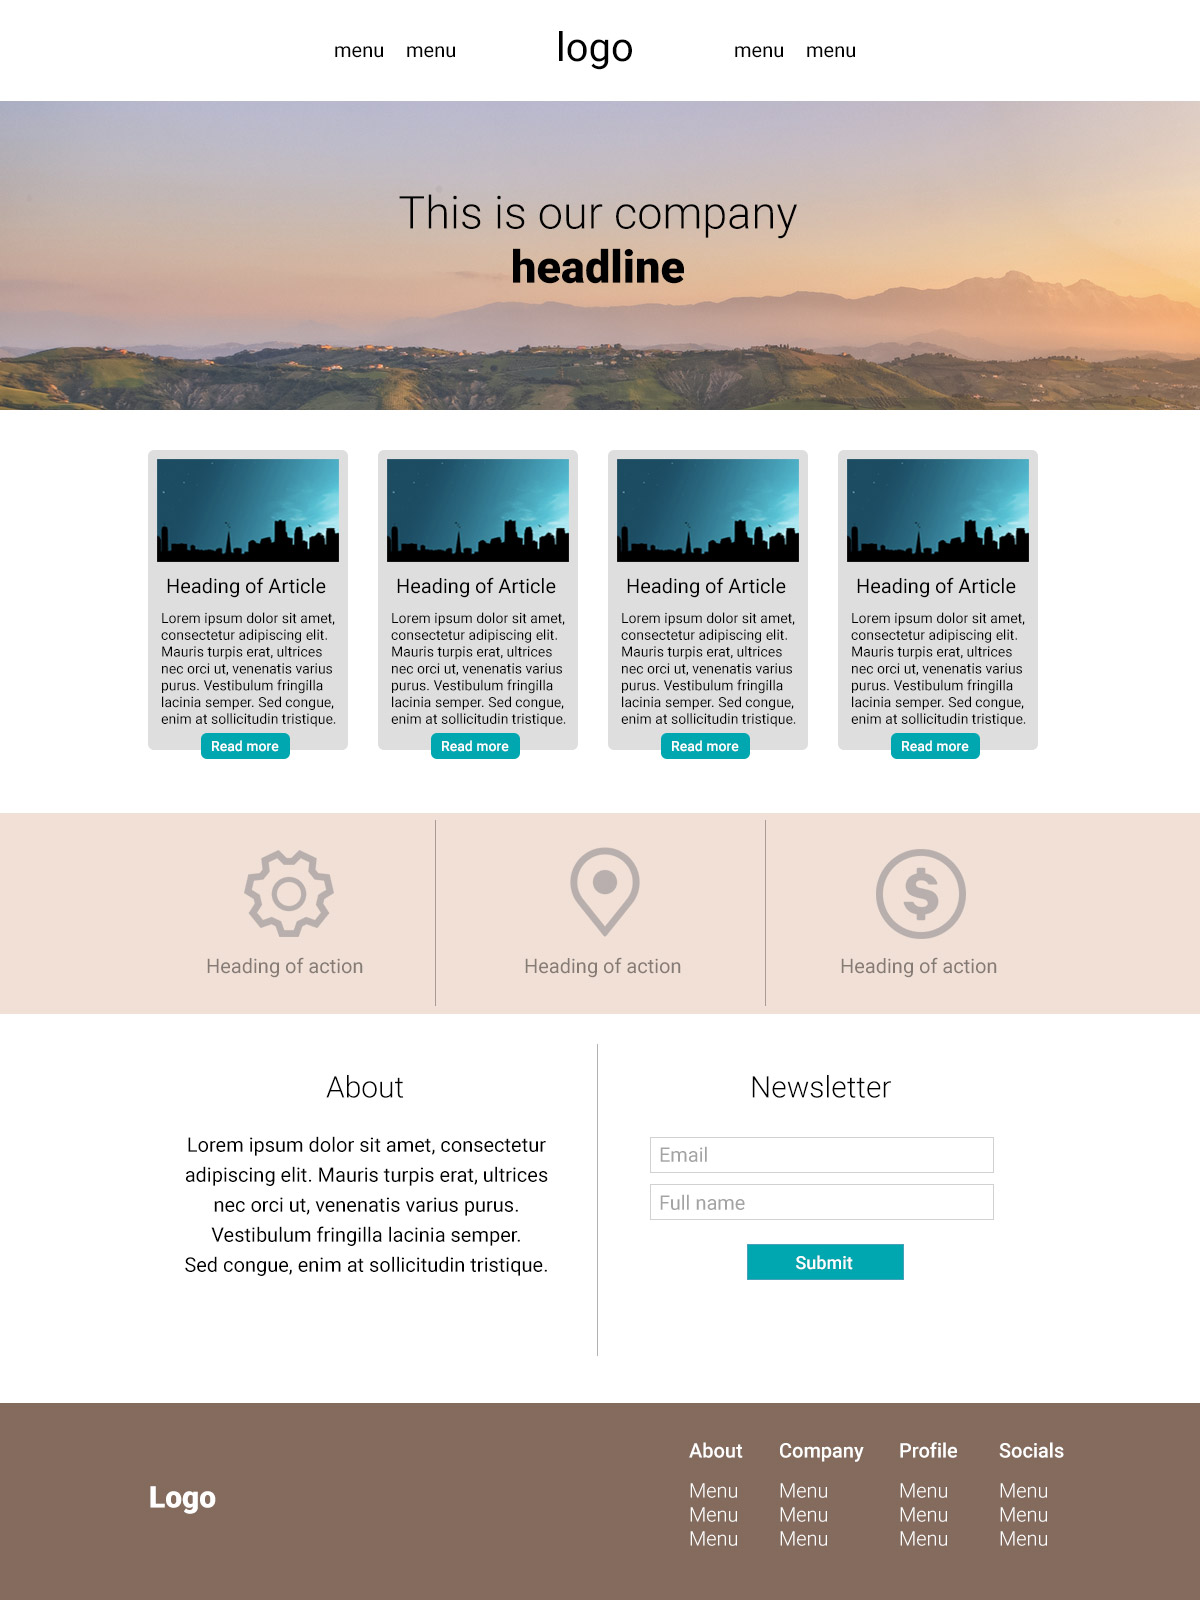 menu menu logo menu menu
This is our company
headline
Heading of Article
Lorem ipsum dolor sit amet,
consectetur adipiscing elit.
Mauris turpis erat, ultrices
nec orci ut, venenatis varius
purus. Vestibulum fringilla
lacinia semper. Sed congue,
enim at sollicitudin tristique.
Read more
Heading of Article
Lorem ipsum dolor sit amet,
consectetur adipiscing elit.
Mauris turpis erat, ultrices
nec orci ut, venenatis varius
purus. Vestibulum fringilla
lacinia semper. Sed congue,
enim at sollicitudin tristique.
Read more
Heading of Article
Lorem ipsum dolor sit amet,
consectetur adipiscing elit.
Mauris turpis erat, ultrices
nec orci ut, venenatis varius
purus. Vestibulum fringilla
lacinia semper. Sed congue,
enim at sollicitudin tristique.
Read more
Heading of Article
Lorem ipsum dolor sit amet,
consectetur adipiscing elit.
Mauris turpis erat, ultrices
nec orci ut, venenatis varius
purus. Vestibulum fringilla
lacinia semper. Sed congue,
enim at sollicitudin tristique.
Read more
Heading of action
Heading of action
$
Heading of action
About
Lorem ipsum dolor sit amet, consectetur
adipiscing elit. Mauris turpis erat, ultrices
nec orci ut, venenatis varius purus.
Vestibulum fringilla lacinia semper.
Sed congue, enim at sollicitudin tristique.
Newsletter
Email
Full name
Submit
Logo
About
Menu
Menu
Menu
Company
Menu
Menu
Menu
Profile
Menu
Menu
Menu
Socials
Menu
Menu
Menu